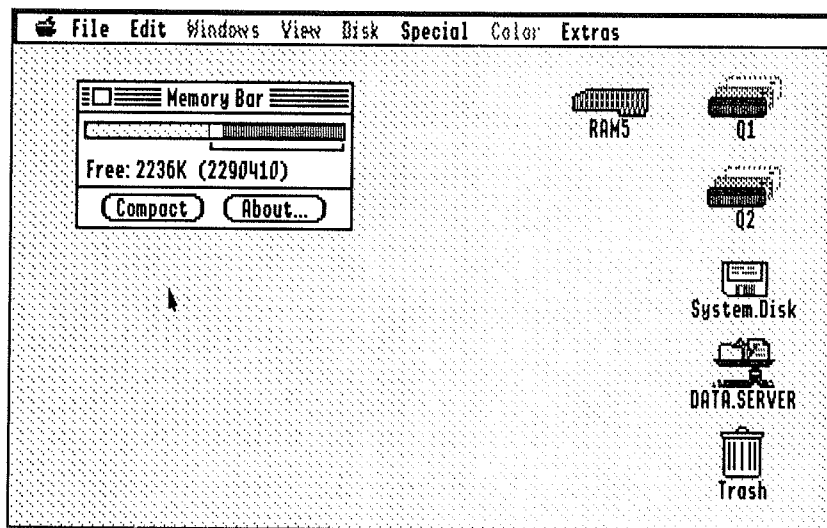 File Edit Windows View Disk Special Color Extras
Memory Bar
Free: 2236K (2290410)
Compact About...
RAM5
Q1
Q2
System.Disk
DATA.SERVER
Trash